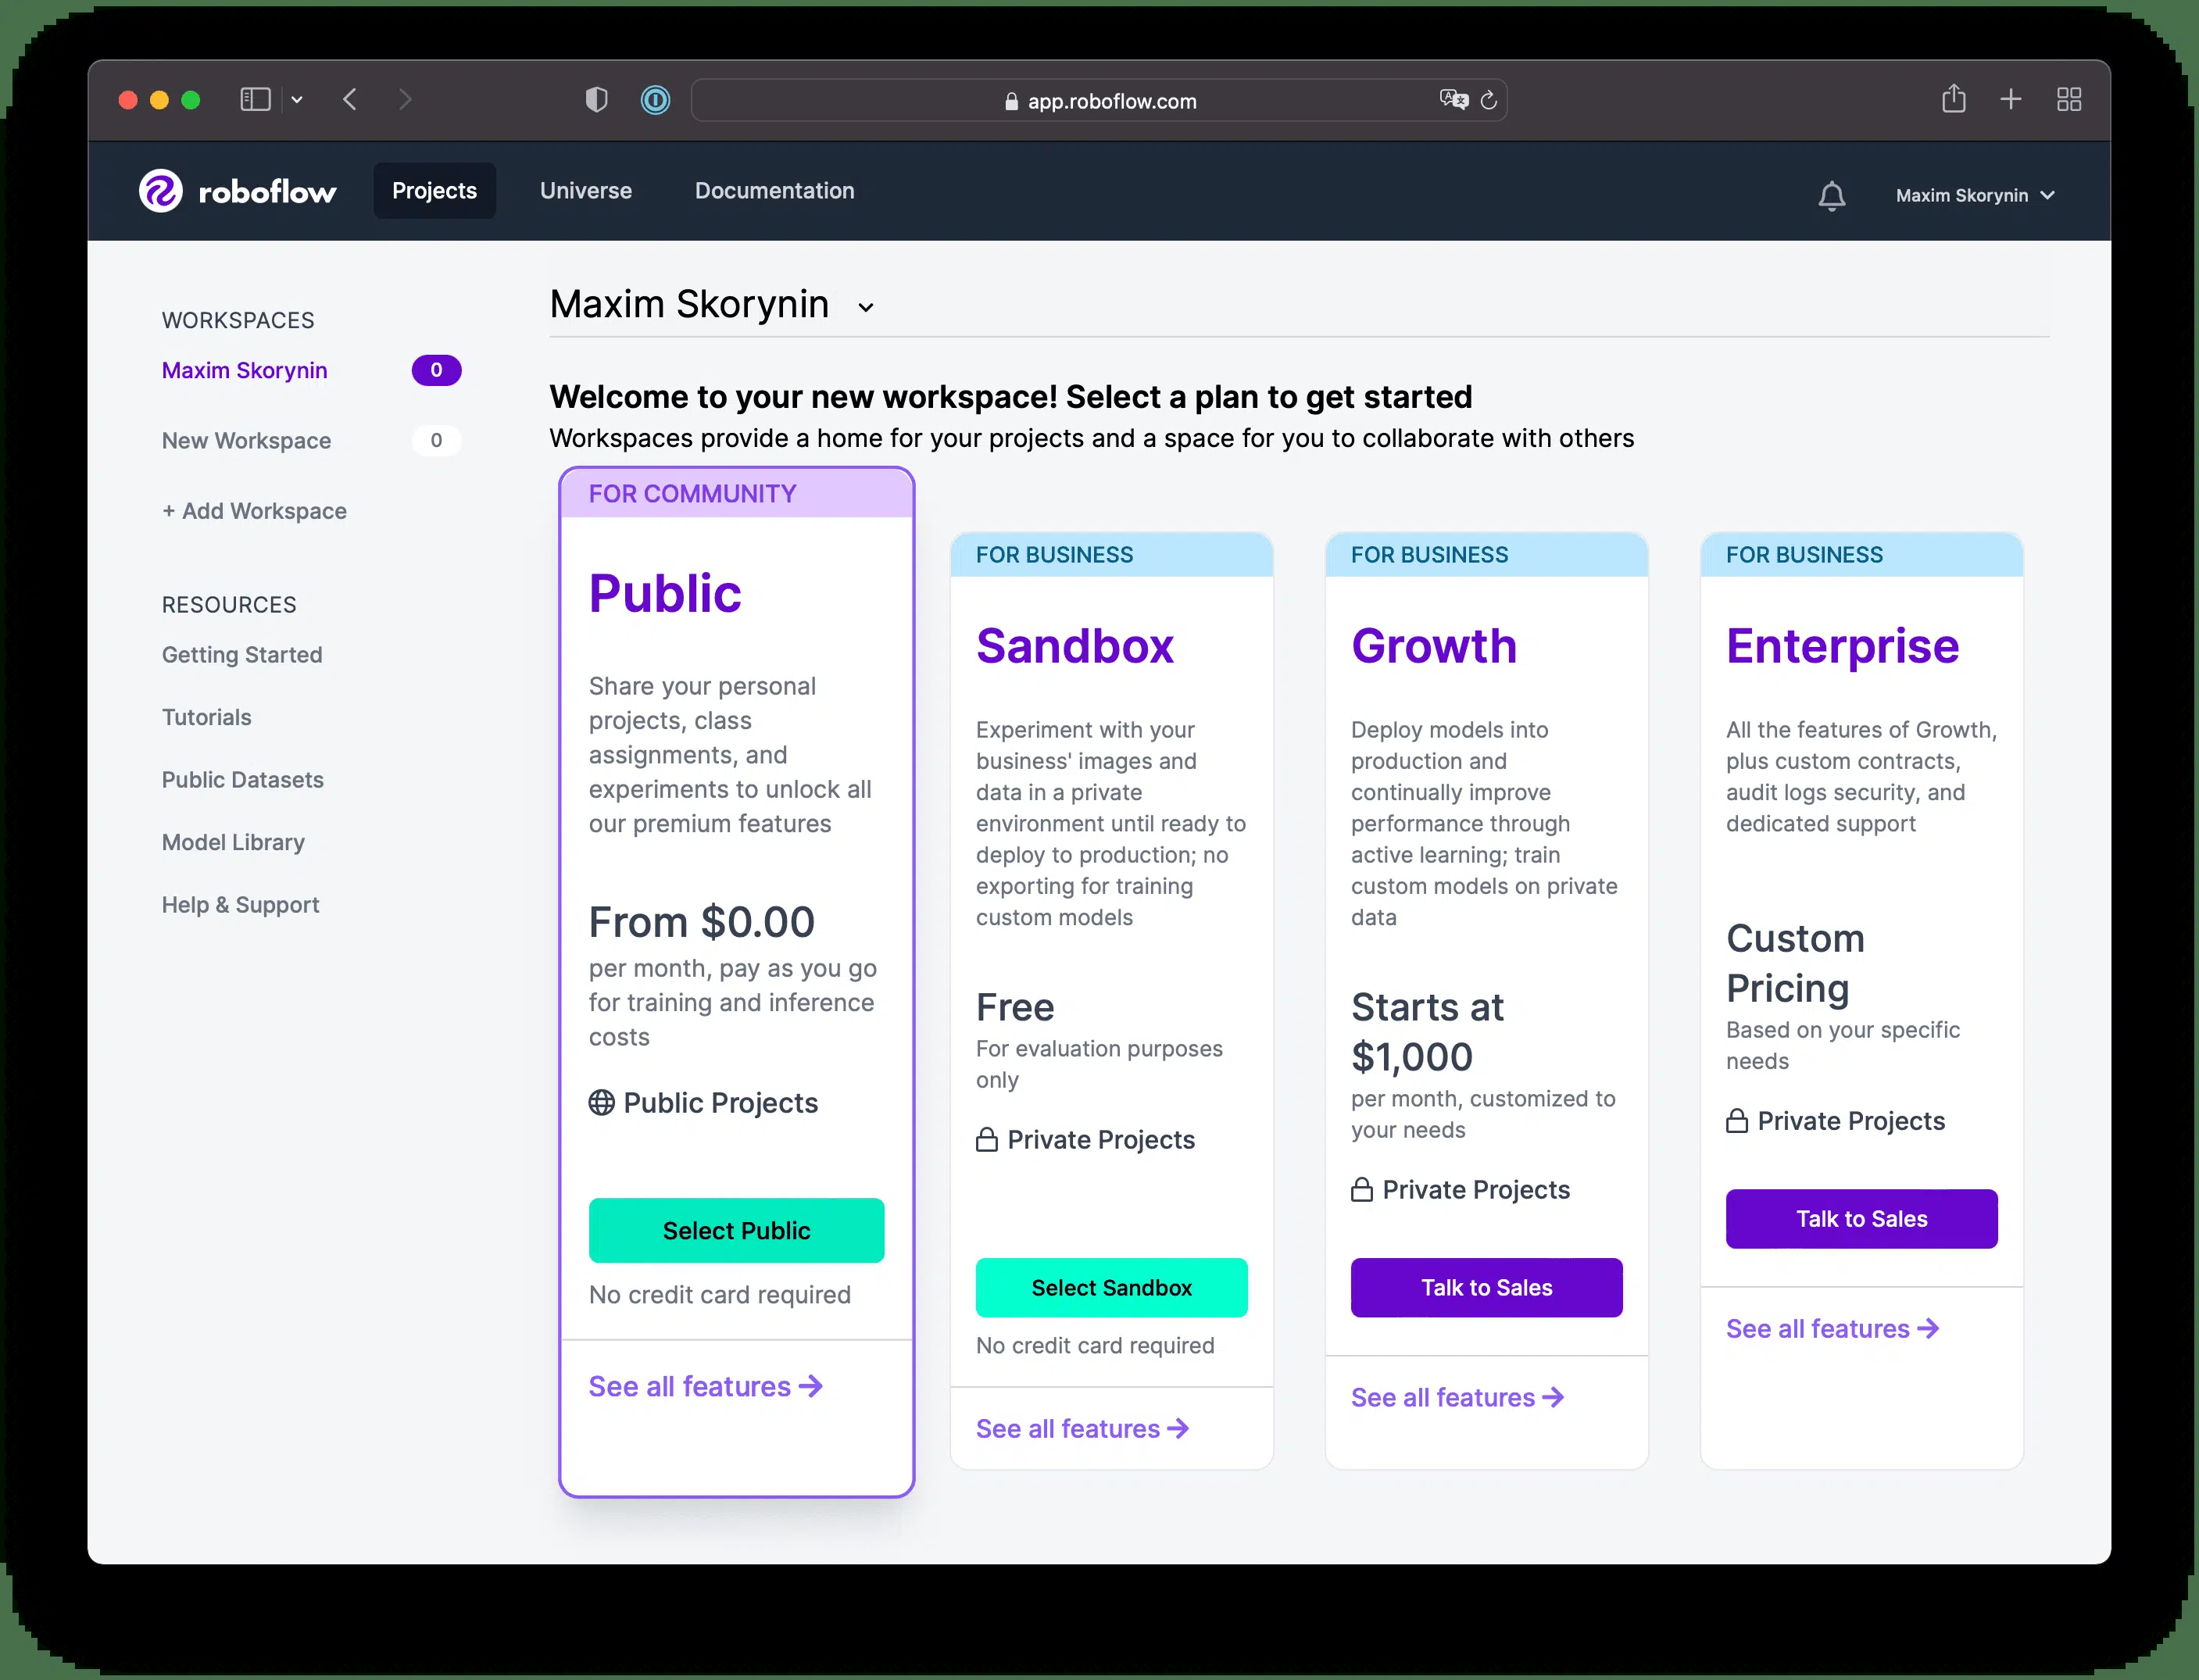 app.roboflow.com
roboflow
Projects
Universe
Documentation
Maxim Skorynin
WORKSPACES
Maxim Skorynin
0
New Workspace
0
+ Add Workspace
RESOURCES
Getting Started
Tutorials
Public Datasets
Model Library
Help & Support
Maxim Skorynin
Welcome to your new workspace! Select a plan to get started
Workspaces provide a home for your projects and a space for you to collaborate with others
FOR COMMUNITY
Public
Share your personal
projects, class
assignments, and
experiments to unlock all
our premium features
From $0.00
per month, pay as you go
for training and inference
costs
Public Projects
Select Public
No credit card required
See all features
FOR BUSINESS
Sandbox
Experiment with your
business' images and
data in a private
environment until ready to
deploy to production; no
exporting for training
custom models
Free
For evaluation purposes
only
Private Projects
Select Sandbox
No credit card required
See all features
FOR BUSINESS
Growth
Deploy models into
production and
continually improve
performance through
active learning; train
custom models on private
data
Starts at
$1,000
per month, customized to
your needs
Private Projects
Talk to Sales
See all features
FOR BUSINESS
Enterprise
All the features of Growth,
plus custom contracts,
audit logs security, and
dedicated support
Custom
Pricing
Based on your specific
needs
Private Projects
Talk to Sales
See all features